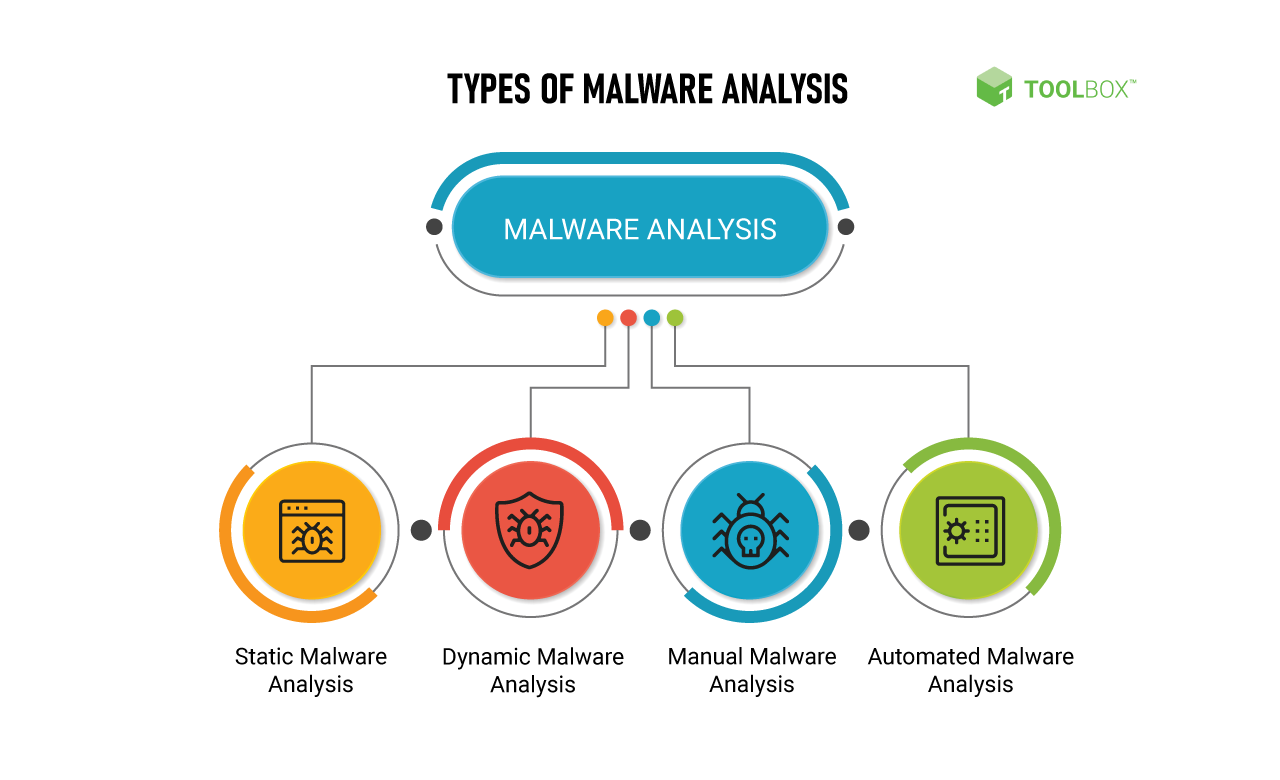 TYPES OF MALWARE ANALYSIS
T TOOLBOX™
MALWARE ANALYSIS
Static Malware
Analysis
Dynamic Malware
Analysis
Manual Malware
Analysis
Automated Malware
Analysis